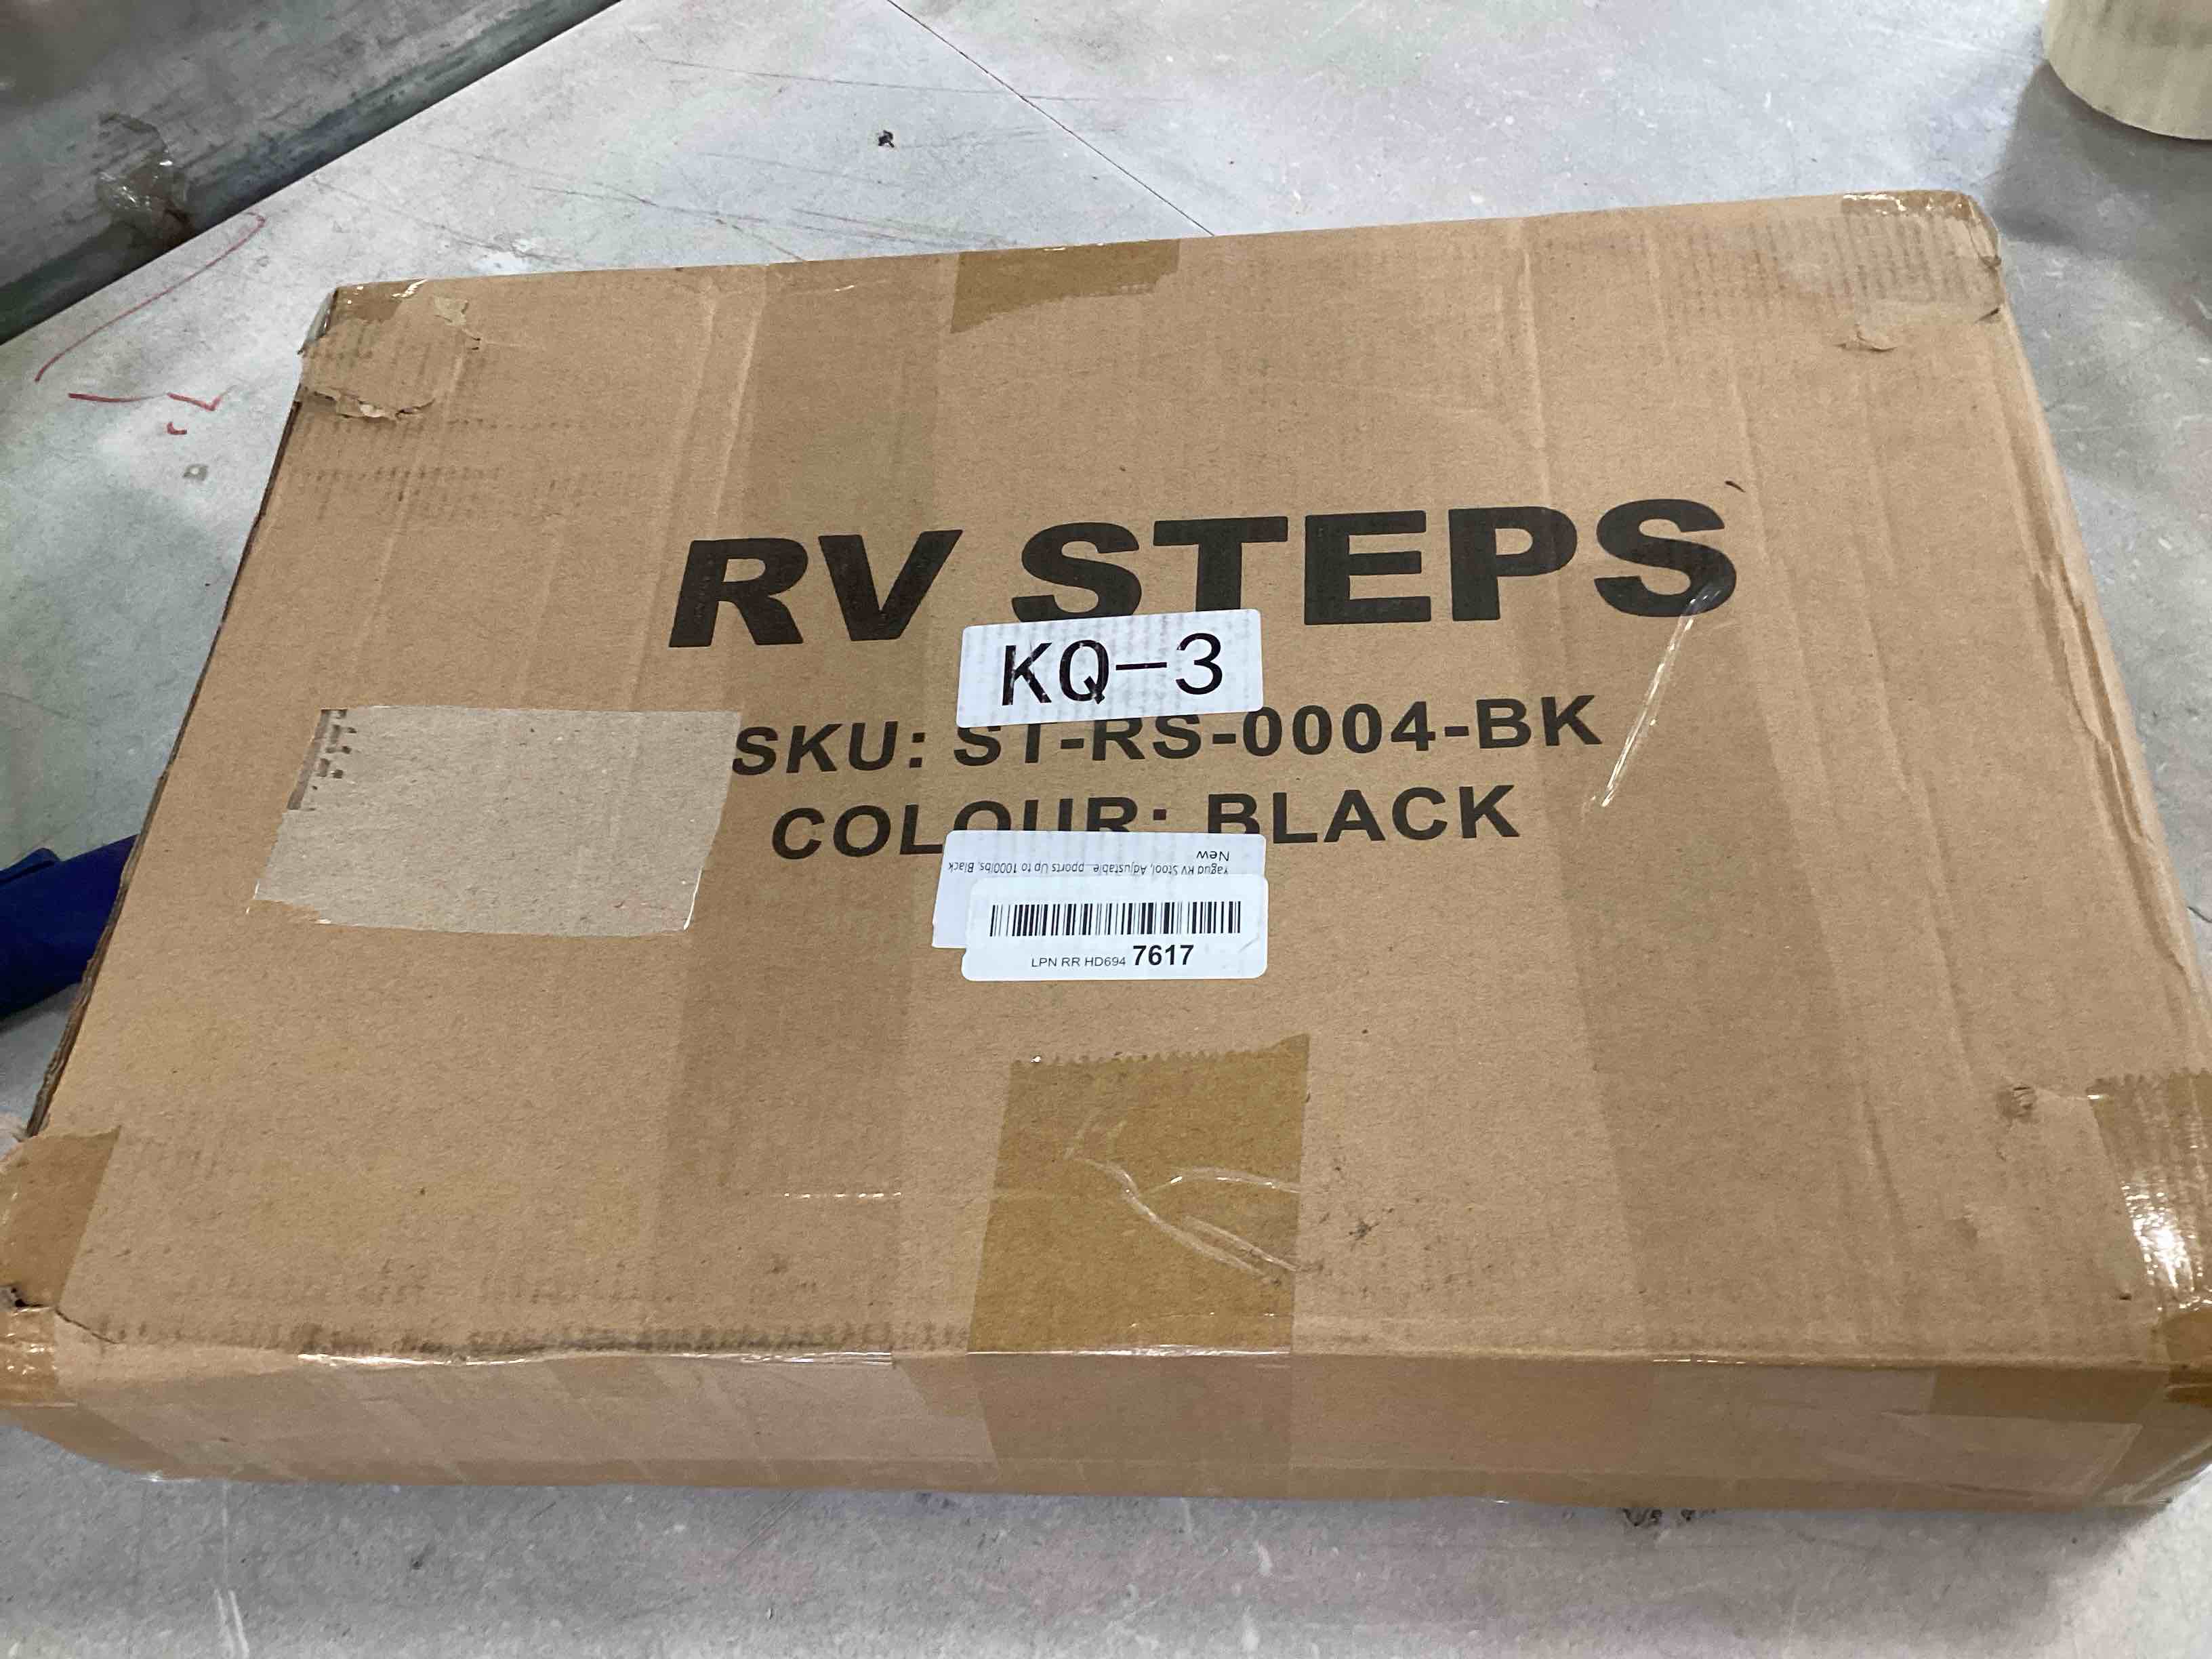 RV STEPS
KQ-3
SKU: ST-RS-0004-BK
COLOUR: BLACK
RV Stool, Adjustable...pports Up to 1000lbs, Black
New
LPN RR HD694 7617